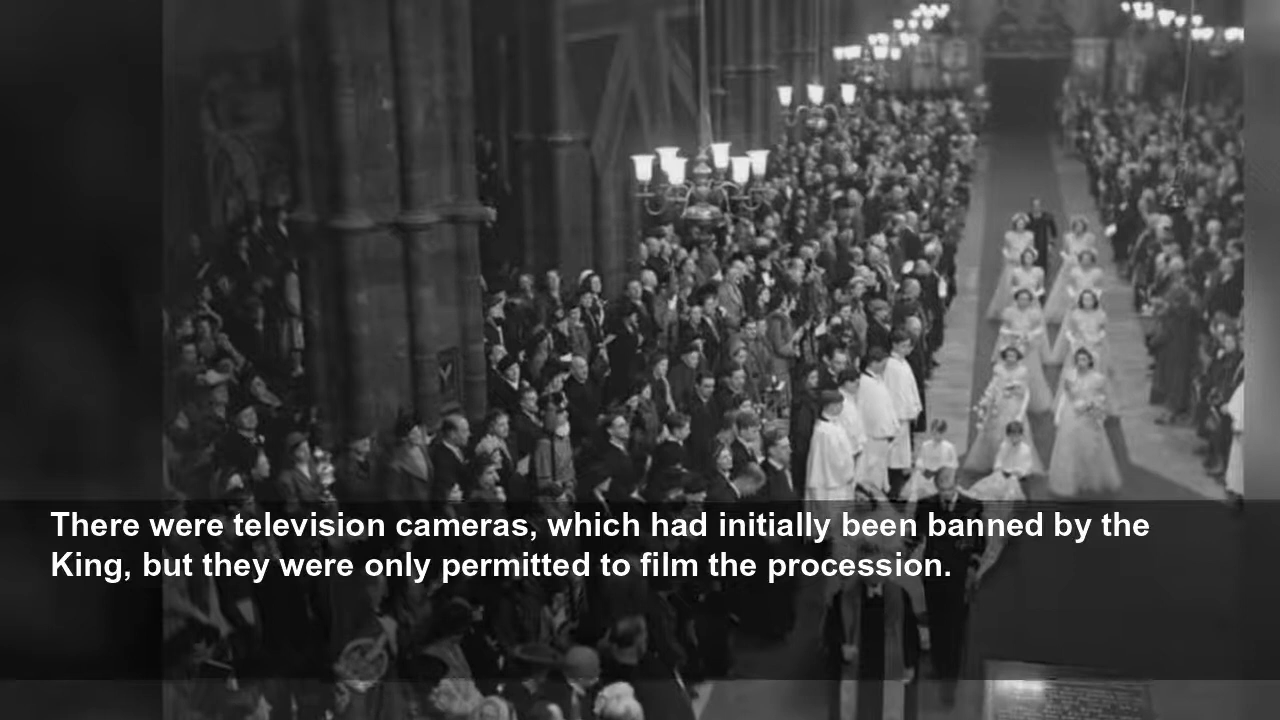 There were television cameras, which had initially been banned by the
King, but they were only permitted to film the procession.